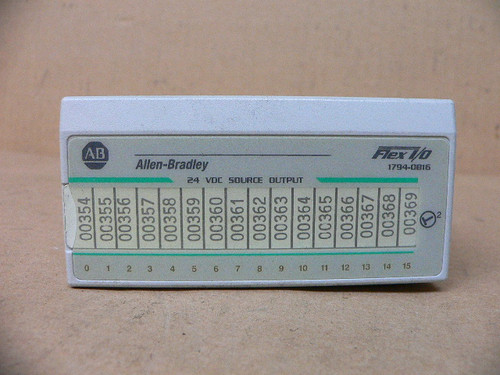 AB
Allen-Bradley
Flex I/O
1794-OB16
24 VDC SOURCE OUTPUT
00354 00355 00356 00357 00358 00359 00360 00361 00362 00363 00364 00365 00366 00367 00368 00369
2
0 1 2 3 4 5 6 7 8 9 10 11 12 13 14 15